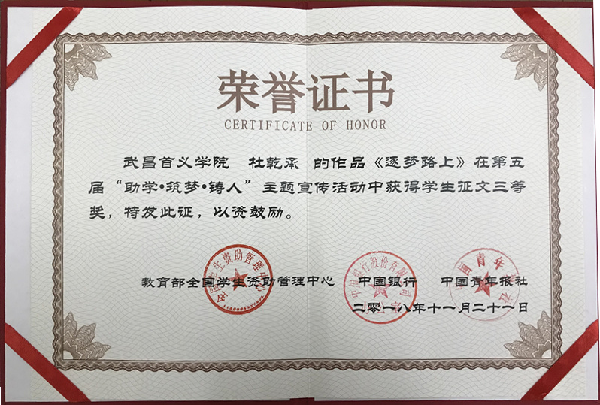 荣誉证书
CERTIFICATE OF HONOR
武昌首义学院 杜乾承 的作品《逐梦路上》在第五
届“助学·筑梦·铸人”主题宣传活动中获得学生征文三等
奖，特发此证，以资鼓励。
教育部全国学生资助管理中心 中国银行 中国青年报社
二零一八年十一月二十一日